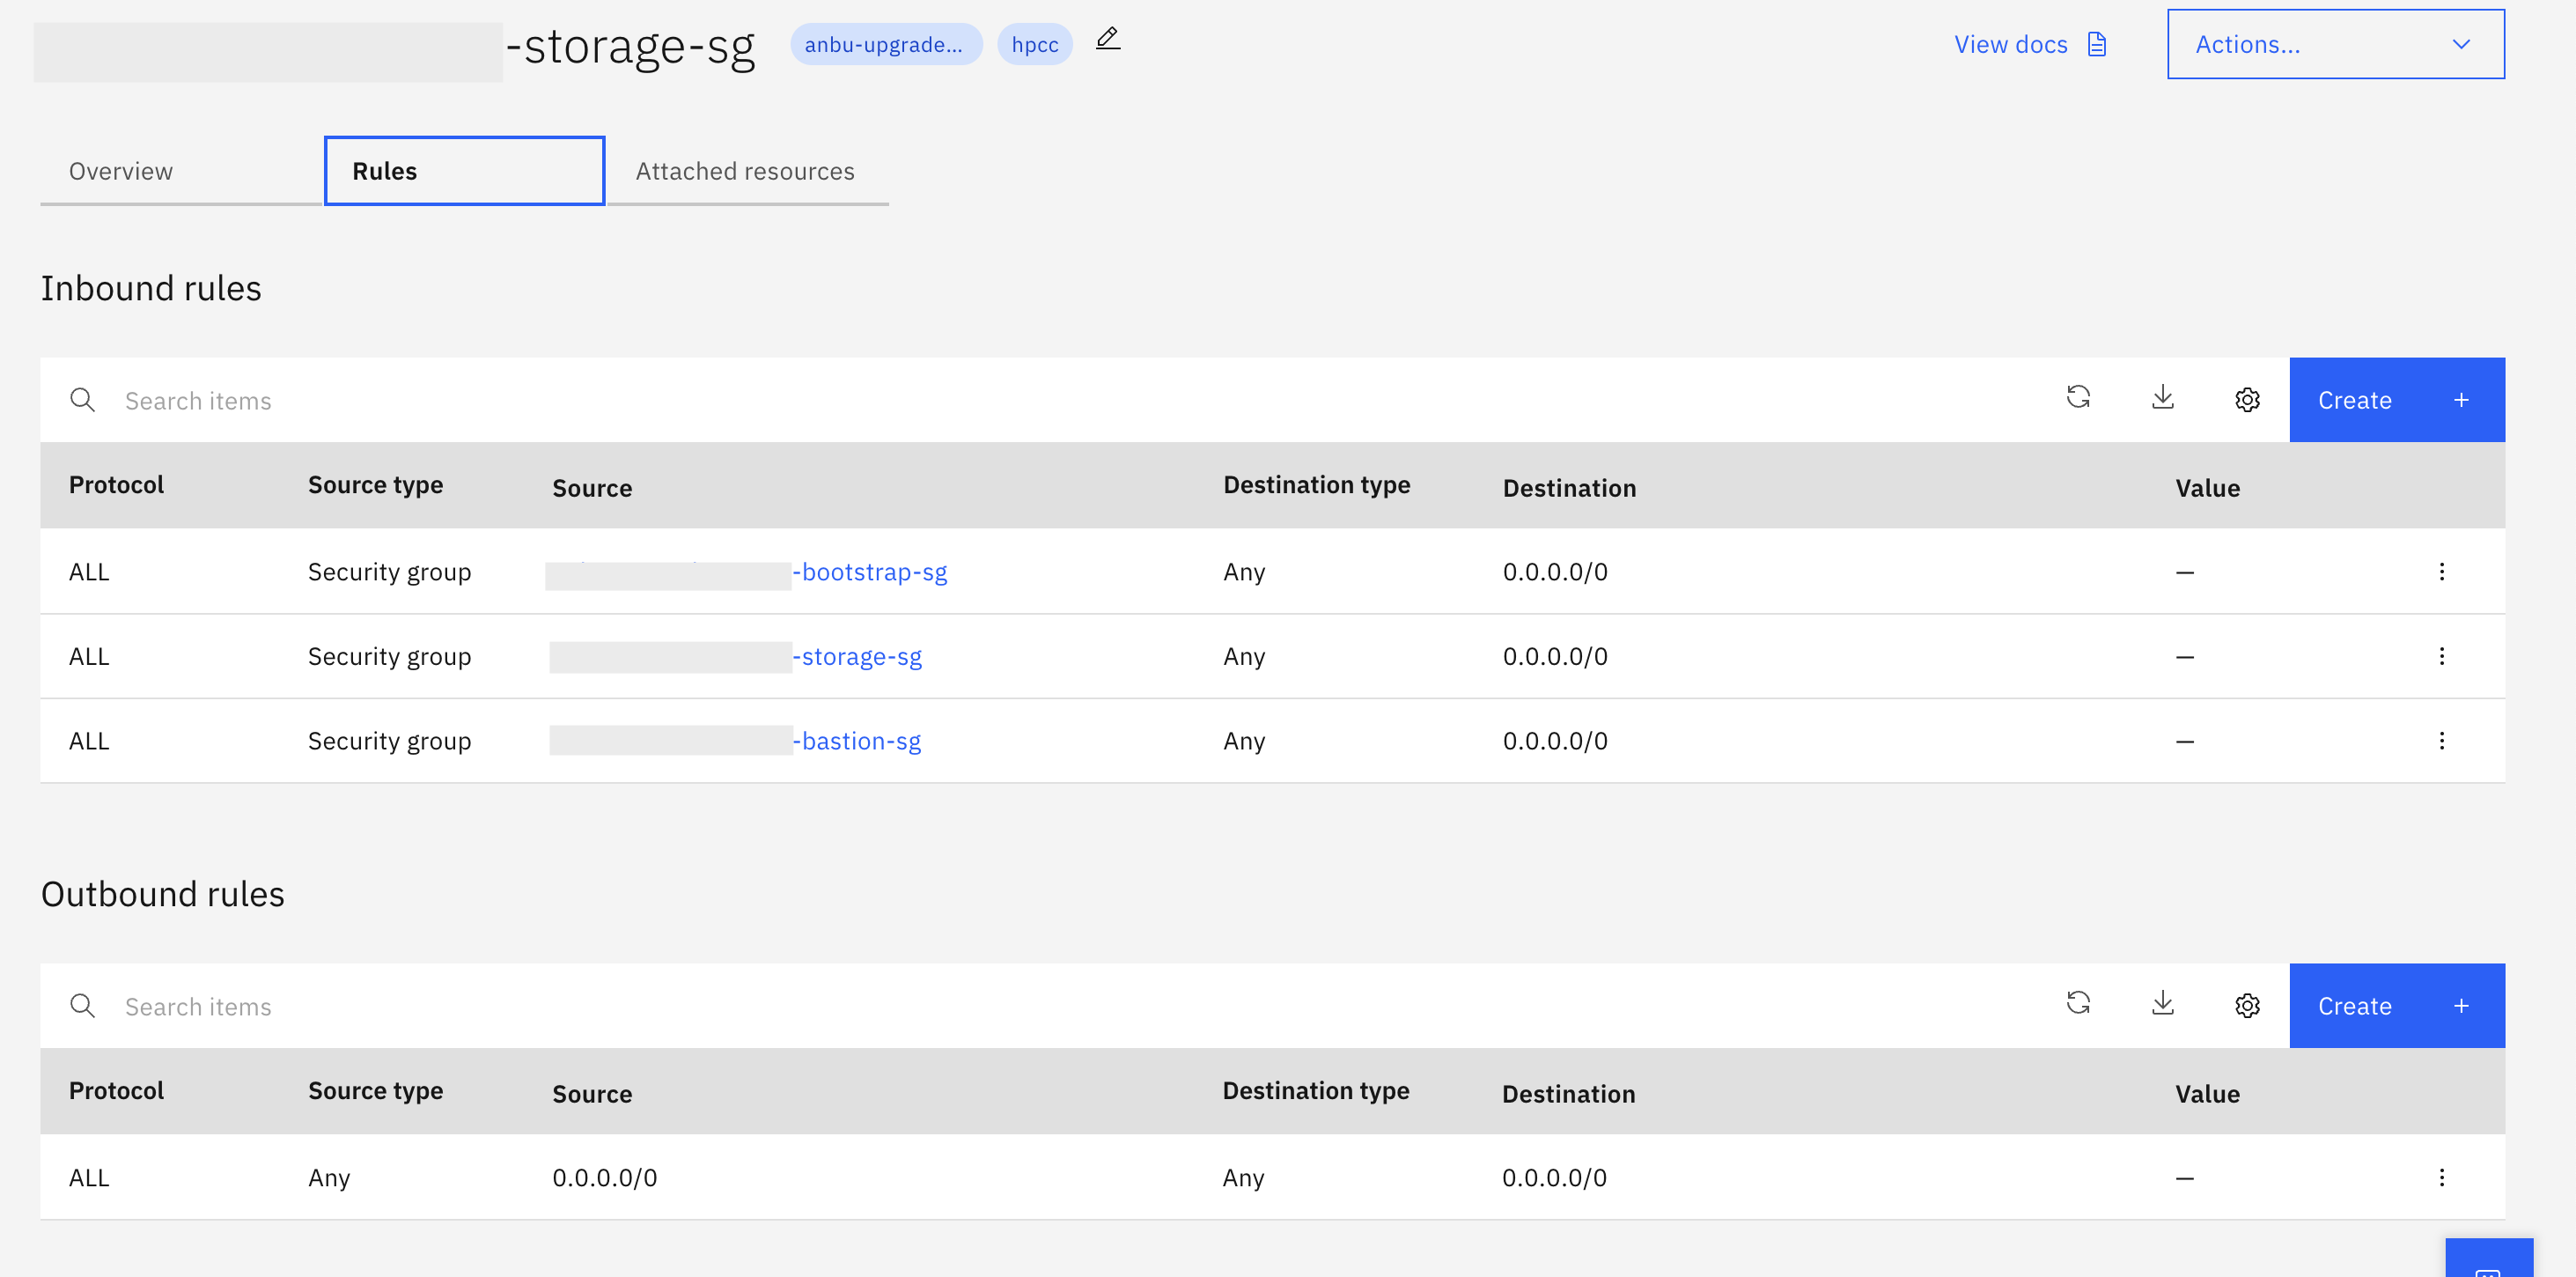 -storage-sg anbu-upgrade... hpcc View docs Actions...
Overview Rules Attached resources
Inbound rules
Search items Create +
Protocol Source type Source Destination type Destination Value
ALL Security group -bootstrap-sg Any 0.0.0.0/0 –
ALL Security group -storage-sg Any 0.0.0.0/0 –
ALL Security group -bastion-sg Any 0.0.0.0/0 –
Outbound rules
Search items Create +
Protocol Source type Source Destination type Destination Value
ALL Any 0.0.0.0/0 Any 0.0.0.0/0 –